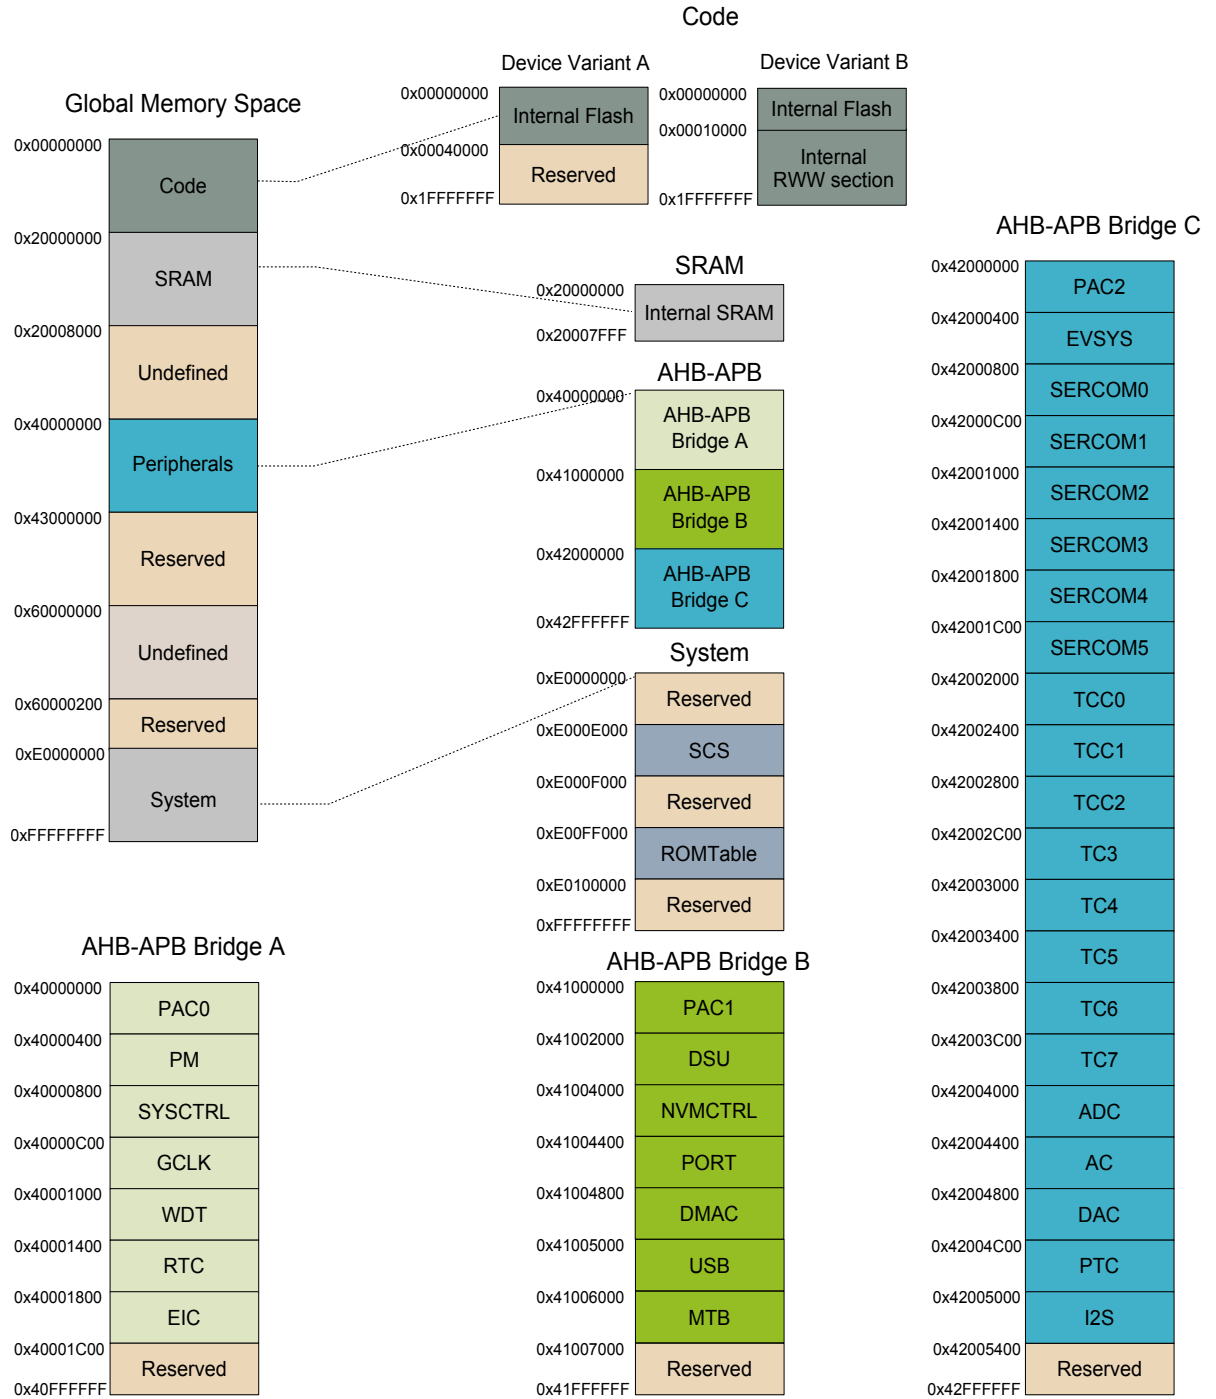 Code
Device Variant A
0x00000000
Internal Flash
0x00040000
Reserved
0x1FFFFFFF
Device Variant B
0x00000000
Internal Flash
0x00010000
Internal
RWW section
0x1FFFFFFF
Global Memory Space
0x00000000
Code
0x20000000
SRAM
0x20008000
Undefined
0x40000000
Peripherals
0x43000000
Reserved
0x60000000
Undefined
0x60000200
Reserved
0xE0000000
System
0xFFFFFFFF
SRAM
0x20000000
Internal SRAM
0x20007FFF
AHB-APB
0x40000000
AHB-APB
Bridge A
0x41000000
AHB-APB
Bridge B
0x42000000
AHB-APB
Bridge C
0x42FFFFFF
System
0xE0000000
Reserved
0xE000E000
SCS
0xE000F000
Reserved
0xE00FF000
ROMTable
0xE0100000
Reserved
0xFFFFFFFF
AHB-APB Bridge A
0x40000000
PAC0
0x40000400
PM
0x40000800
SYSCTRL
0x40000C00
GCLK
0x40001000
WDT
0x40001400
RTC
0x40001800
EIC
0x40001C00
Reserved
0x40FFFFFF
AHB-APB Bridge B
0x41000000
PAC1
0x41002000
DSU
0x41004000
NVMCTRL
0x41004400
PORT
0x41004800
DMAC
0x41005000
USB
0x41006000
MTB
0x41007000
Reserved
0x41FFFFFF
AHB-APB Bridge C
0x42000000
PAC2
0x42000400
EVSYS
0x42000800
SERCOM0
0x42000C00
SERCOM1
0x42001000
SERCOM2
0x42001400
SERCOM3
0x42001800
SERCOM4
0x42001C00
SERCOM5
0x42002000
TCC0
0x42002400
TCC1
0x42002800
TCC2
0x42002C00
TC3
0x42003000
TC4
0x42003400
TC5
0x42003800
TC6
0x42003C00
TC7
0x42004000
ADC
0x42004400
AC
0x42004800
DAC
0x42004C00
PTC
0x42005000
I2S
0x42005400
Reserved
0x42FFFFFF